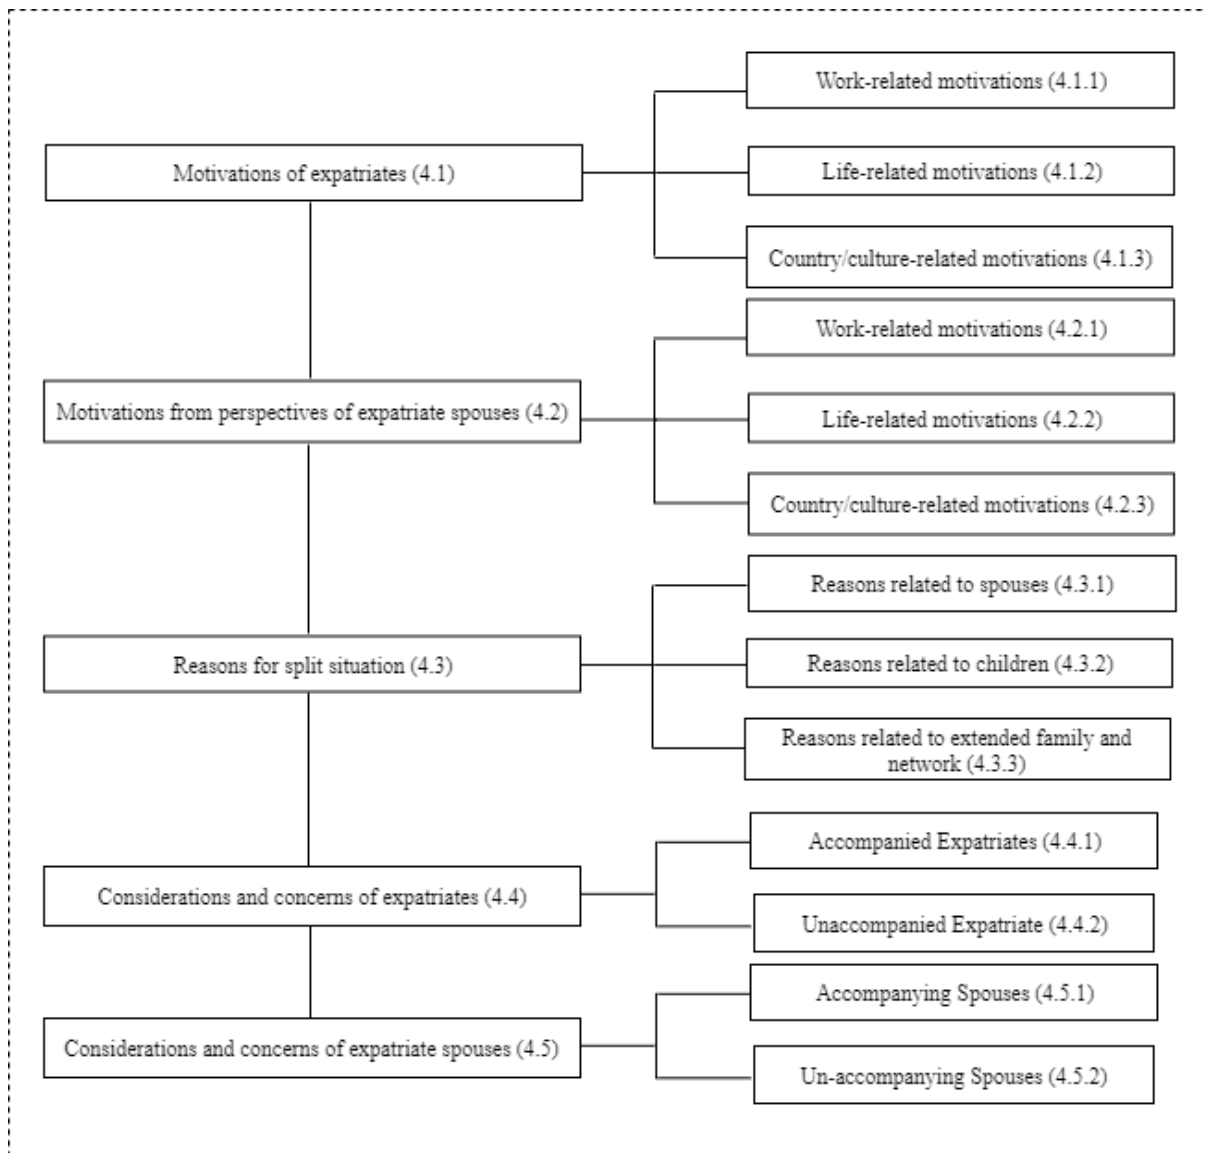 Motivations of expatriates (4.1)
Work-related motivations (4.1.1)
Life-related motivations (4.1.2)
Country/culture-related motivations (4.1.3)
Motivations from perspectives of expatriate spouses (4.2)
Work-related motivations (4.2.1)
Life-related motivations (4.2.2)
Country/culture-related motivations (4.2.3)
Reasons for split situation (4.3)
Reasons related to spouses (4.3.1)
Reasons related to children (4.3.2)
Reasons related to extended family and
network (4.3.3)
Considerations and concerns of expatriates (4.4)
Accompanied Expatriates (4.4.1)
Unaccompanied Expatriate (4.4.2)
Considerations and concerns of expatriate spouses (4.5)
Accompanying Spouses (4.5.1)
Un-accompanying Spouses (4.5.2)